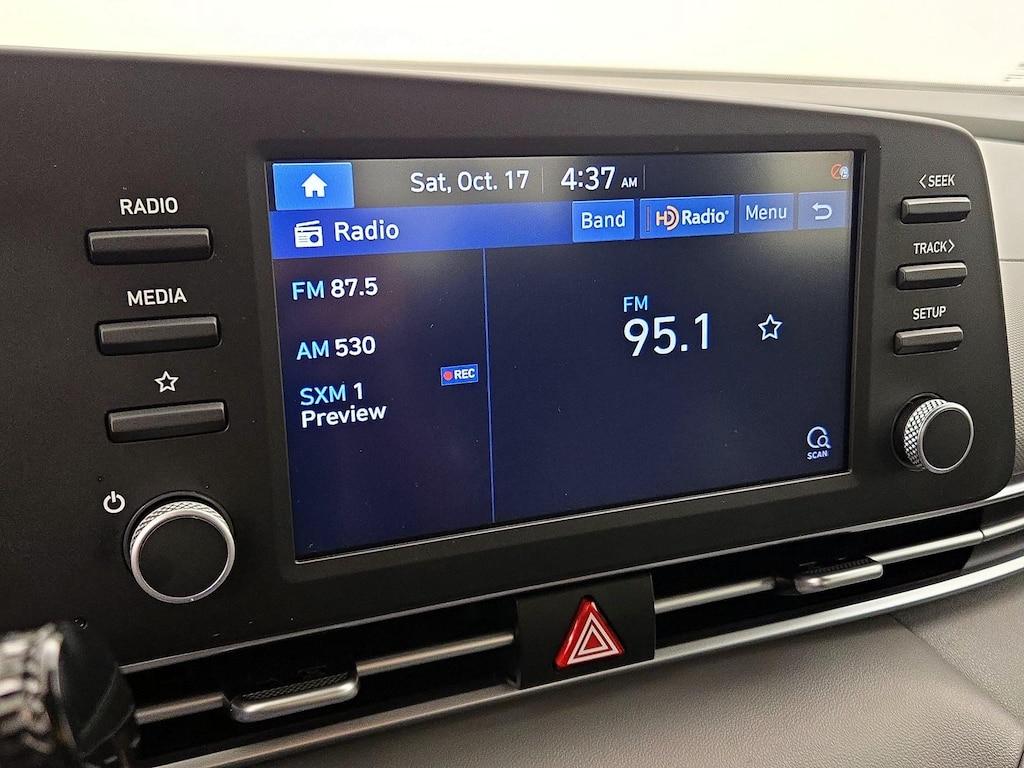 RADIO
MEDIA
Sat, Oct. 17 4:37 AM
Radio
Band HD Radio® Menu
FM 87.5
AM 530
SXM 1
REC
Preview
FM
95.1
SCAN
SEEK
TRACK
SETUP